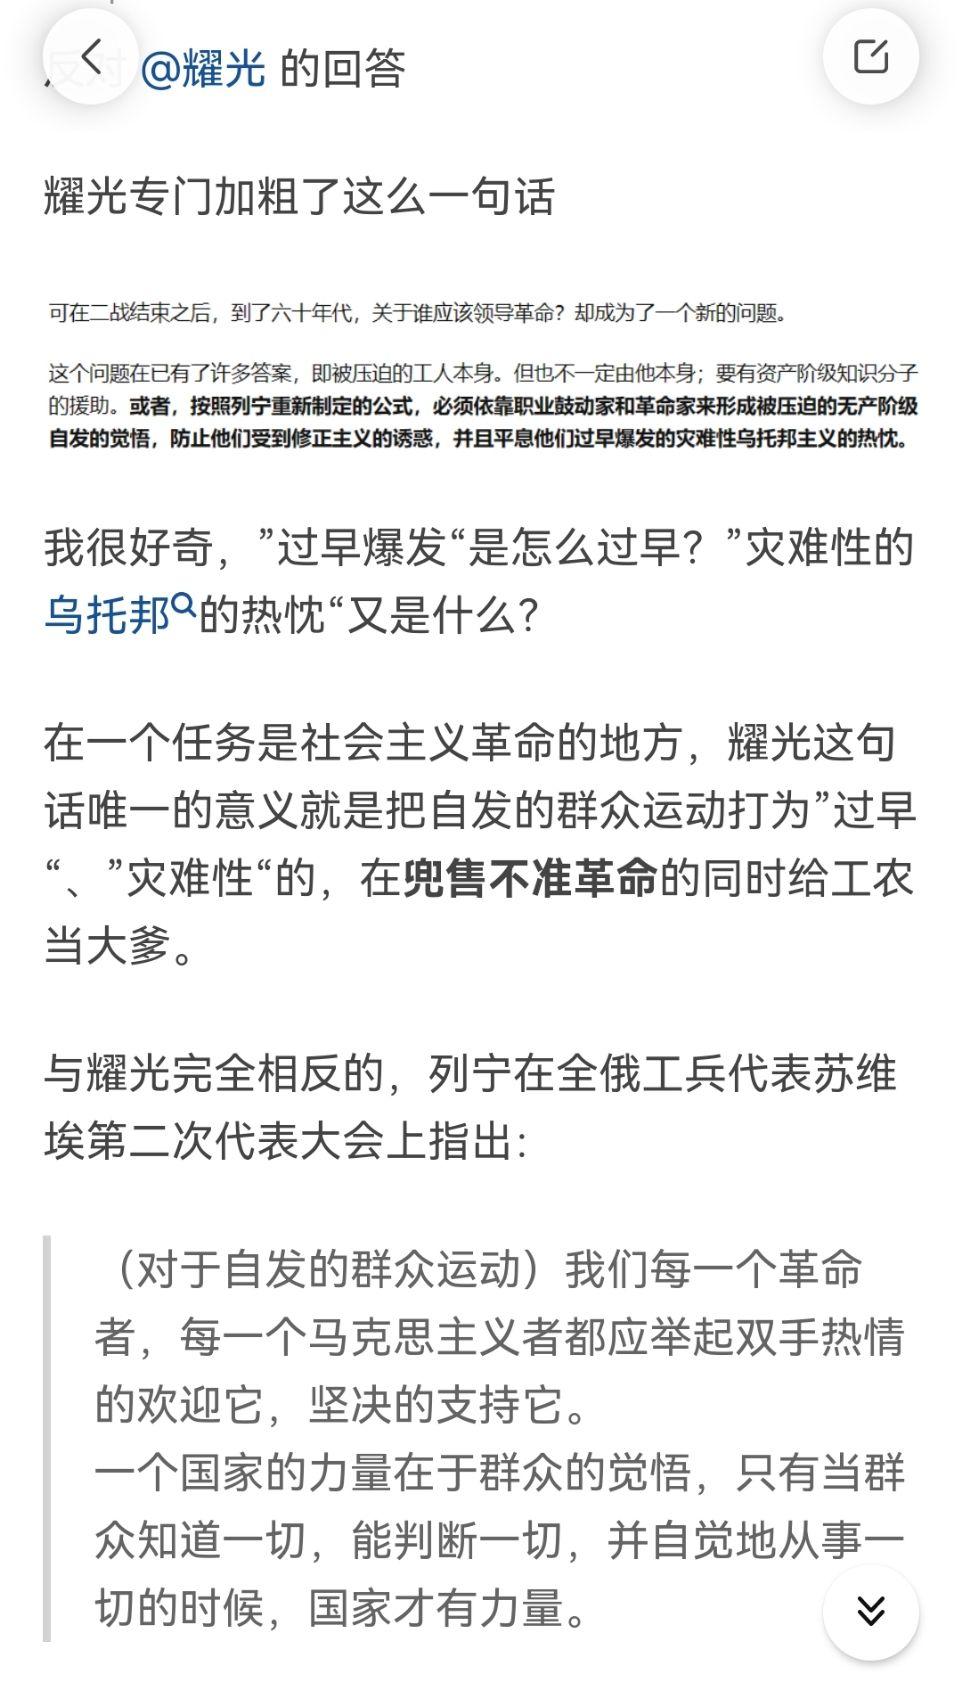 反对 @耀光 的回答
耀光专门加粗了这么一句话
可在二战结束之后，到了六十年代，关于谁应该领导革命？却成为了一个新的问题。
这个问题在已有了许多答案，即被压迫的工人本身。但也不一定由他本身；要有资产阶级知识分子
的援助。或者，按照列宁重新制定的公式，必须依靠职业鼓动家和革命家来形成被压迫的无产阶级
自发的觉悟，防止他们受到修正主义的诱惑，并且平息他们过早爆发的灾难性乌托邦主义的热忱。
我很好奇，”过早爆发“是怎么过早？”灾难性的
乌托邦的热忱“又是什么？
在一个任务是社会主义革命的地方，耀光这句
话唯一的意义就是把自发的群众运动打为”过早
“、”灾难性“的，在兜售不准革命的同时给工农
当大爹。
与耀光完全相反的，列宁在全俄工兵代表苏维
埃第二次代表大会上指出：
（对于自发的群众运动）我们每一个革命
者，每一个马克思主义者都应举起双手热情
的欢迎它，坚决的支持它。
一个国家的力量在于群众的觉悟，只有当群
众知道一切，能判断一切，并自觉地从事一
切的时候，国家才有力量。